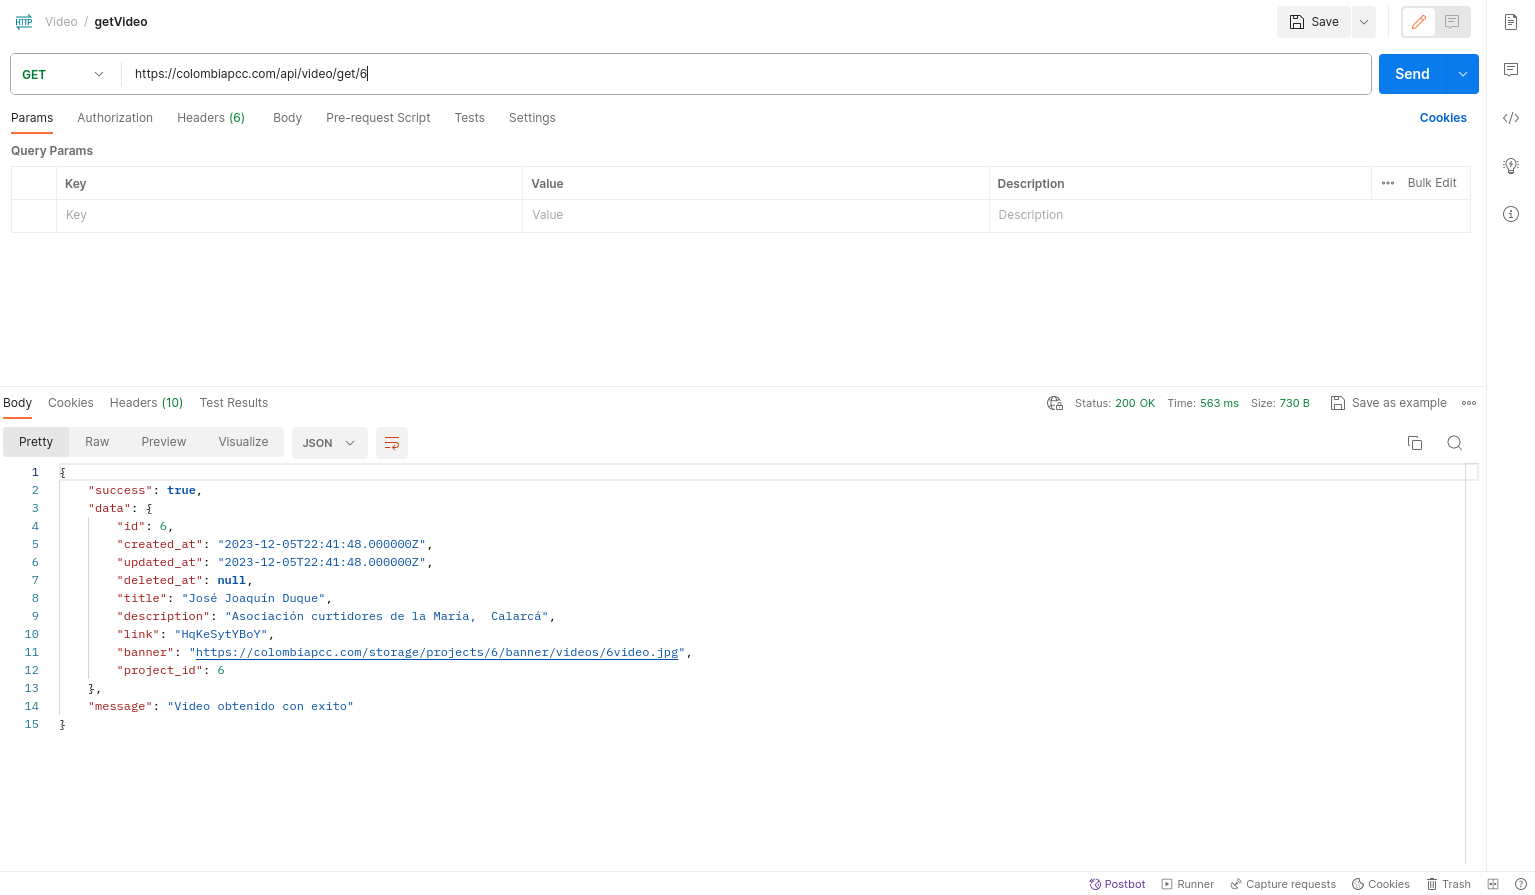 HTTP Video / getVideo Save
GET https://colombiapcc.com/api/video/get/6 Send
Params Authorization Headers (6) Body Pre-request Script Tests Settings Cookies
Query Params
Key Value Description Bulk Edit
Key Value Description
Body Cookies Headers (10) Test Results Status: 200 OK Time: 563 ms Size: 730 B Save as example
Pretty Raw Preview Visualize JSON
1 {
2 "success": true,
3 "data": {
4 "id": 6,
5 "created_at": "2023-12-05T22:41:48.000000Z",
6 "updated_at": "2023-12-05T22:41:48.000000Z",
7 "deleted_at": null,
8 "title": "José Joaquín Duque",
9 "description": "Asociación curtidores de la María,  Calarcá",
10 "link": "HqKeSytYBoY",
11 "banner": "https://colombiapcc.com/storage/projects/6/banner/videos/6video.jpg",
12 "project_id": 6
13 },
14 "message": "Video obtenido con exito"
15 }
Postbot Runner Capture requests Cookies Trash